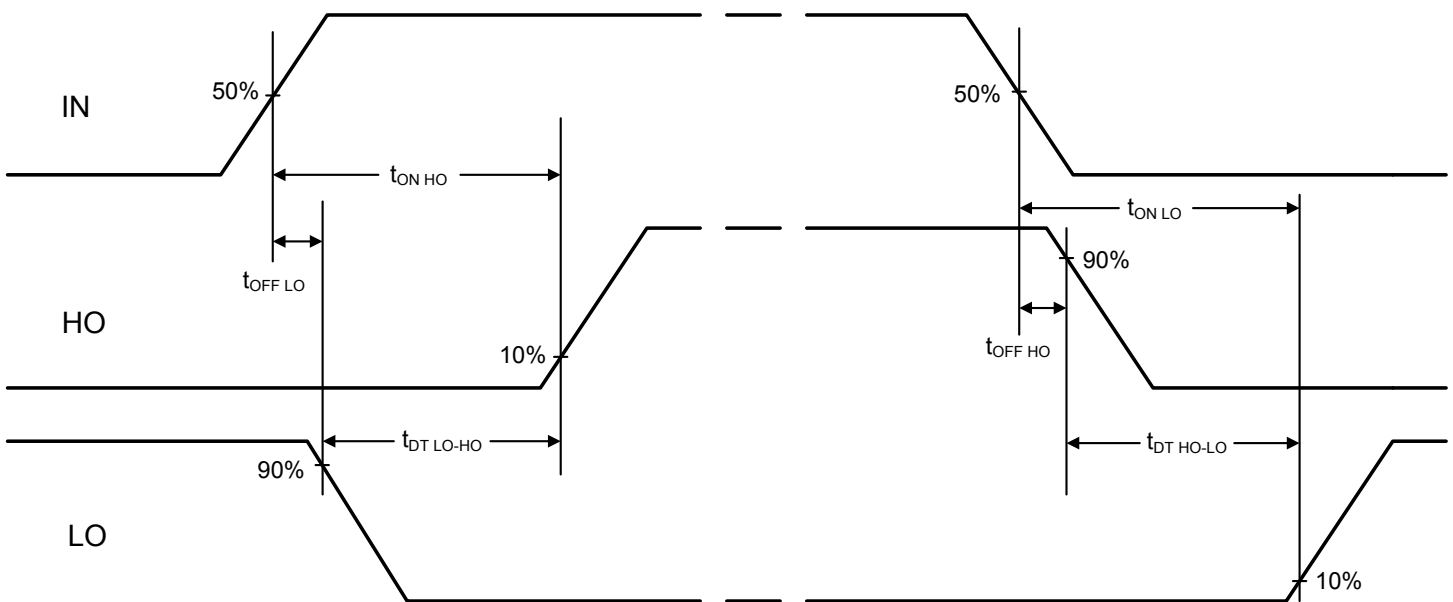 50%
50%
IN
tON HO
tON LO
tOFF LO
90%
HO
10%
tOFF HO
tDT LO-HO
tDT HO-LO
90%
LO
10%